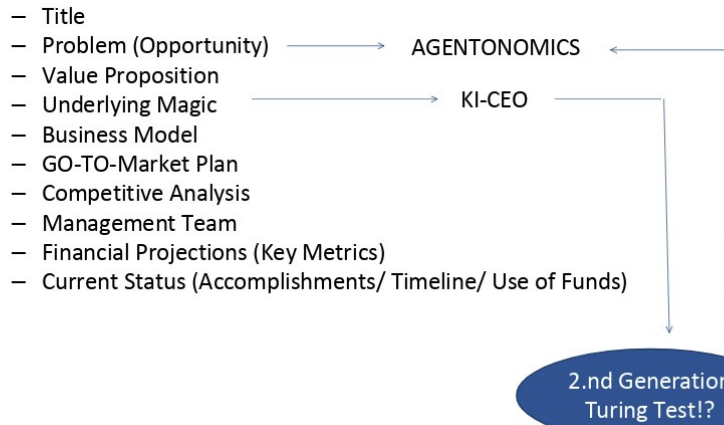 – Title
– Problem (Opportunity) AGENTONOMICS
– Value Proposition
– Underlying Magic KI-CEO
– Business Model
– GO-TO-Market Plan
– Competitive Analysis
– Management Team
– Financial Projections (Key Metrics)
– Current Status (Accomplishments/ Timeline/ Use of Funds)
2.nd Generation
Turing Test!?